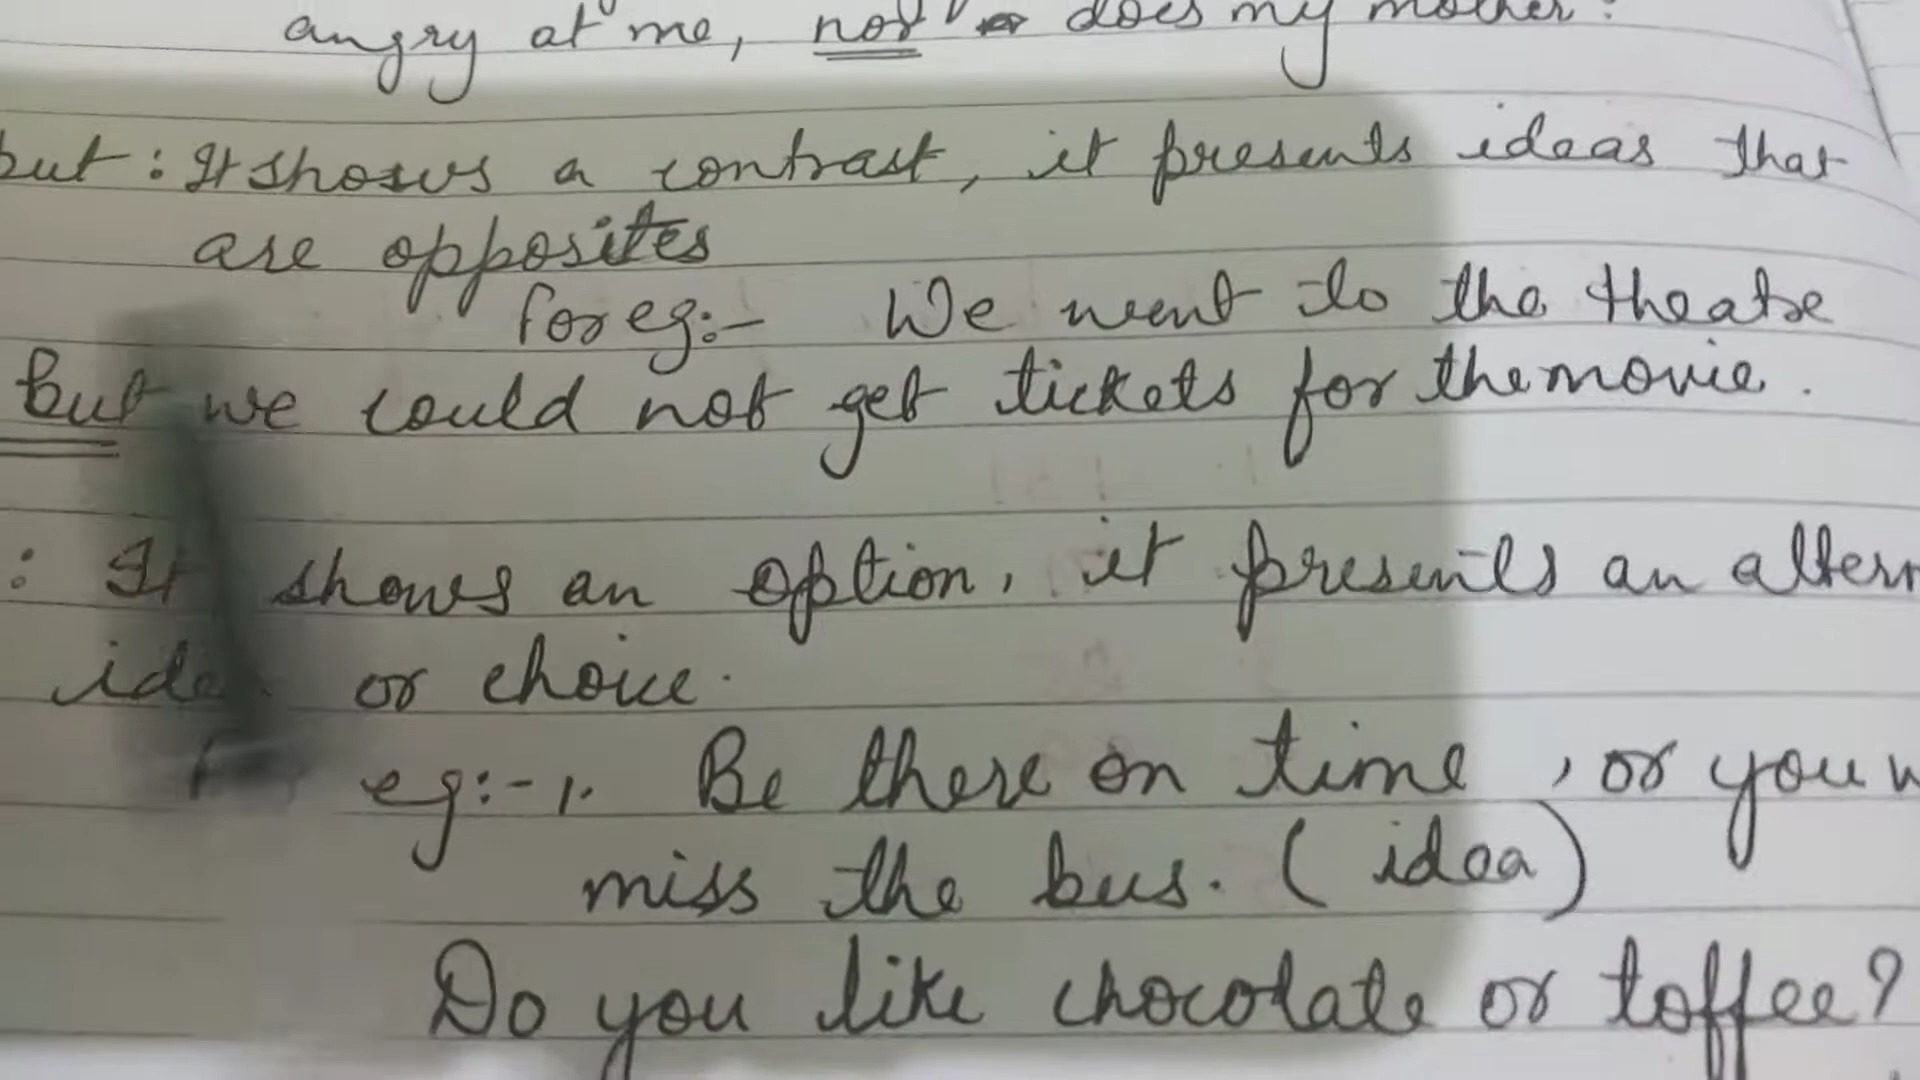 angry at me, nor does my mother.
but: It shows a contrast, it presents ideas that
are opposites
for eg:- We went to the theatre
but we could not get tickets for the movie.
: It shows an option, it presents an altern
idea or choice.
eg:-1. Be there on time, or you w
miss the bus. (idea)
Do you like chocolate or toffee?